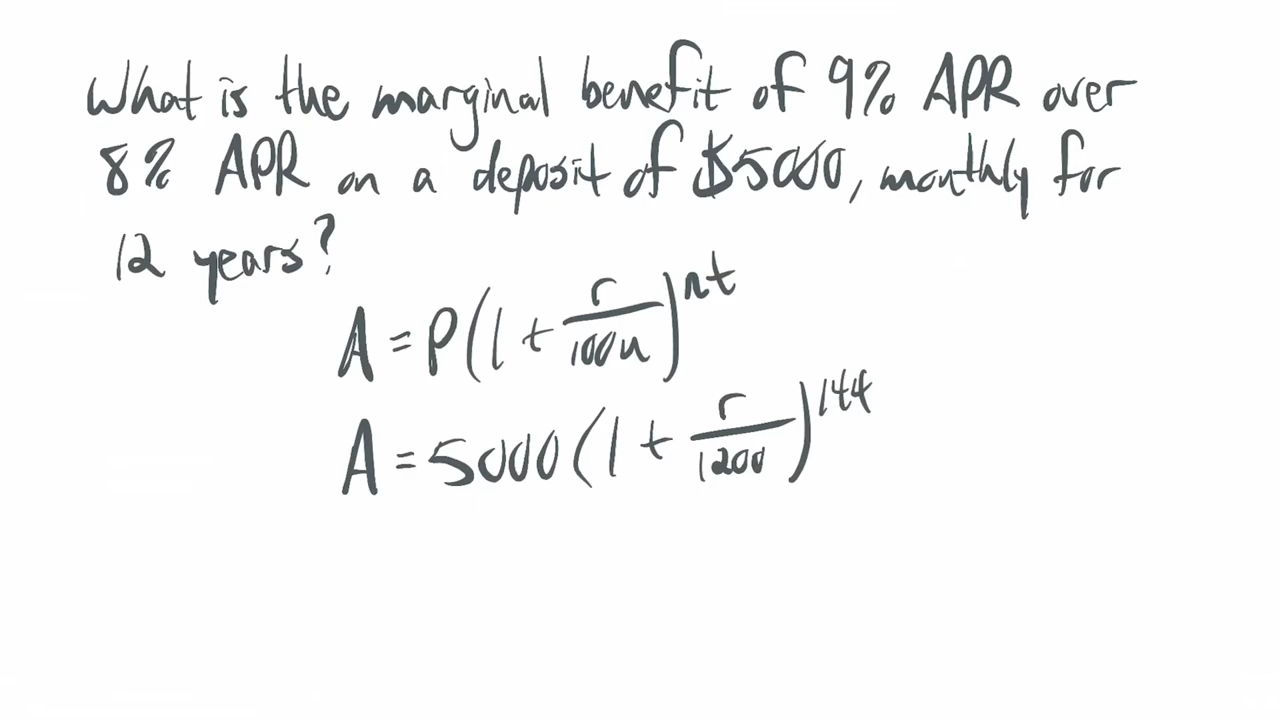 What is the marginal benefit of 9% APR over
8% APR on a deposit of $5000, monthly for
12 years?
A = P(1 + r/100n)^nt
A = 5000(1 + r/1200)^144